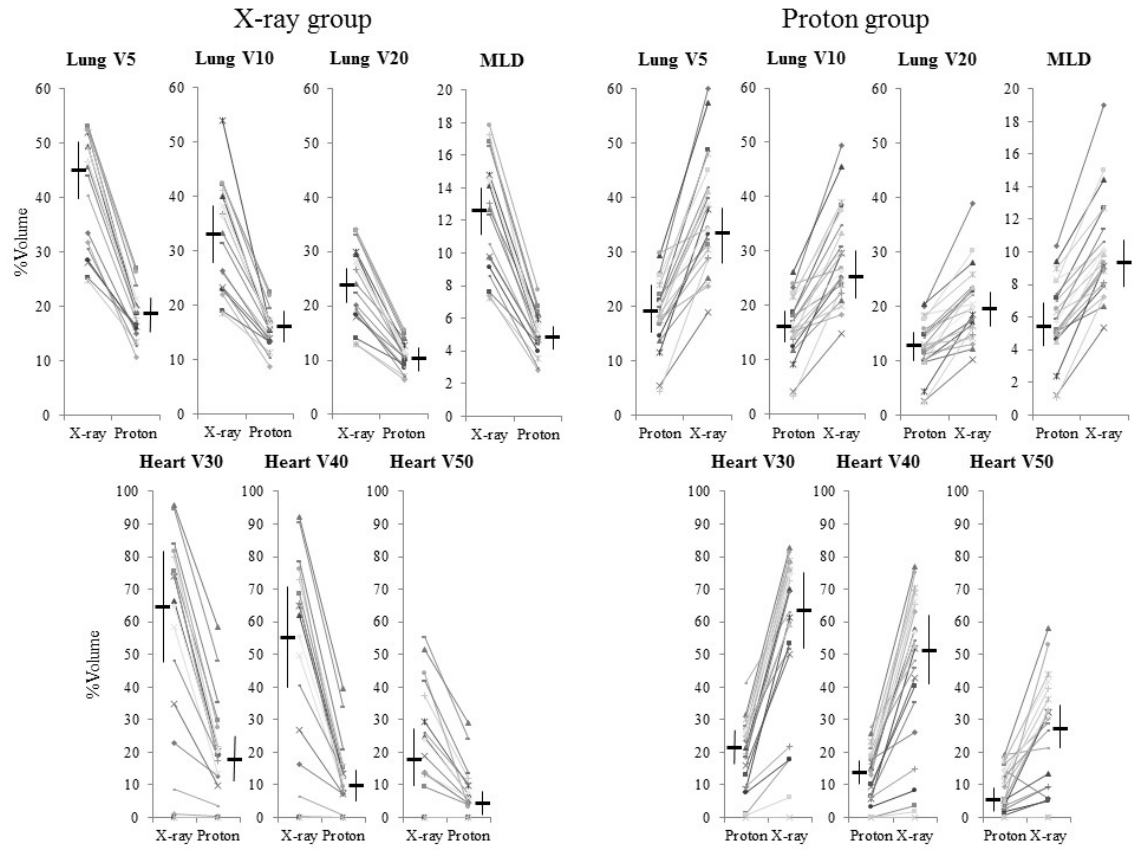 X-ray group Proton group
Lung V5 Lung V10 Lung V20 MLD Lung V5 Lung V10 Lung V20 MLD
60 60 60 20 60 60 60 20
18 18
50 50 50 16 50 50 50 16
14 14
40 40 40 12 40 40 40 12
30 30 30 10 30 30 30 10
8 8
20 20 20 6 20 20 20 6
10 10 10 4 10 10 10 4
2 2
0 0 0 0 0 0 0 0
%Volume
X-ray Proton X-ray Proton X-ray Proton X-ray Proton Proton X-ray Proton X-ray Proton X-ray Proton X-ray
Heart V30 Heart V40 Heart V50 Heart V30 Heart V40 Heart V50
100 100 100 100 100 100
90 90 90 90 90 90
80 80 80 80 80 80
70 70 70 70 70 70
60 60 60 60 60 60
50 50 50 50 50 50
40 40 40 40 40 40
30 30 30 30 30 30
20 20 20 20 20 20
10 10 10 10 10 10
0 0 0 0 0 0
%Volume
X-ray Proton X-ray Proton X-ray Proton Proton X-ray Proton X-ray Proton X-ray